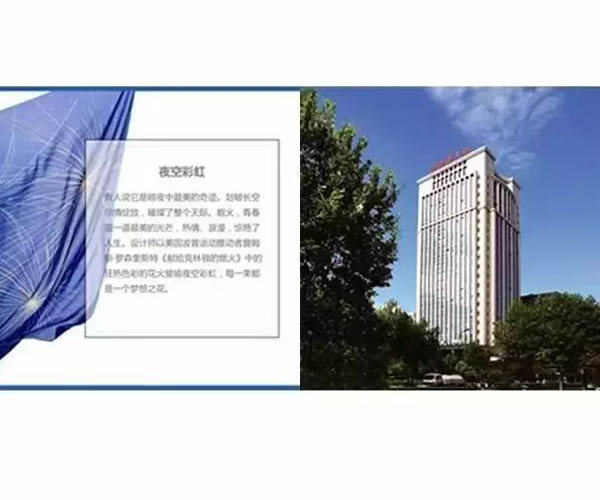 夜空彩虹
有人说它是暗夜中最美的奇迹。划破长空
尽情绽放，璀璨了整个天际。烟火，青春
是一道最美的光芒，热情、浪漫，惊艳了
人生。设计师以美国波普运动推动者詹姆
斯·罗森奎斯特《献给克林顿的烟火》中的
狂热色彩的花火替喻夜空彩虹，每一束都
是一个梦想之花。